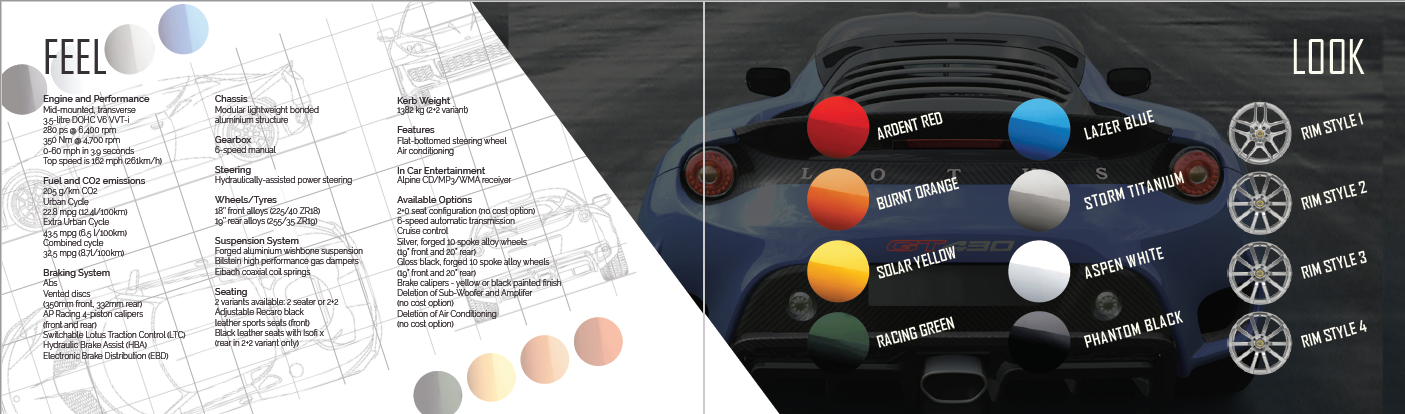 FEEL
Engine and Performance
Mid-mounted, transverse
3.5-litre DOHC V6 VVT-i
280 ps @ 6,400 rpm
350 Nm @ 4,700 rpm
0-60 mph in 3.9 seconds
Top speed is 162 mph (261km/h)
Fuel and CO2 emissions
205 g/km CO2
Urban Cycle
22.8 mpg (12.4l/100km)
Extra Urban Cycle
43.5 mpg (6.5 l/100km)
Combined cycle
32.5 mpg (8.7l/100km)
Braking System
Abs
Vented discs
(350mm front, 332mm rear)
AP Racing 4-piston calipers
(front and rear)
Switchable Lotus Traction Control (LTC)
Hydraulic Brake Assist (HBA)
Electronic Brake Distribution (EBD)
Chassis
Modular lightweight bonded
aluminium structure
Gearbox
6-speed manual
Steering
Hydraulically-assisted power steering
Wheels/Tyres
18" front alloys (225/40 ZR18)
19" rear alloys (255/35 ZR19)
Suspension System
Forged aluminium wishbone suspension
Bilstein high performance gas dampers
Eibach coaxial coil springs
Seating
2 variants available: 2 seater or 2+2
Adjustable Recaro black
leather sports seats (front)
Black leather seats with Isofi x
(rear in 2+2 variant only)
Kerb Weight
1382 kg (2+2 variant)
Features
Flat-bottomed steering wheel
Air conditioning
In Car Entertainment
Alpine CD/MP3/WMA receiver
Available Options
2+0 seat configuration (no cost option)
6-speed automatic transmission
Cruise control
Silver, forged 10 spoke alloy wheels
(19" front and 20" rear)
Gloss black, forged 10 spoke alloy wheels
(19" front and 20" rear)
Brake calipers - yellow or black painted finish
Deletion of Sub-Woofer and Amplifer
(no cost option)
Deletion of Air Conditioning
(no cost option)
LOOK
ARDENT RED
LAZER BLUE
RIM STYLE 1
LOTUS
BURNT ORANGE
STORM TITANIUM
RIM STYLE 2
GT430
SOLAR YELLOW
ASPEN WHITE
RIM STYLE 3
RACING GREEN
PHANTOM BLACK
RIM STYLE 4